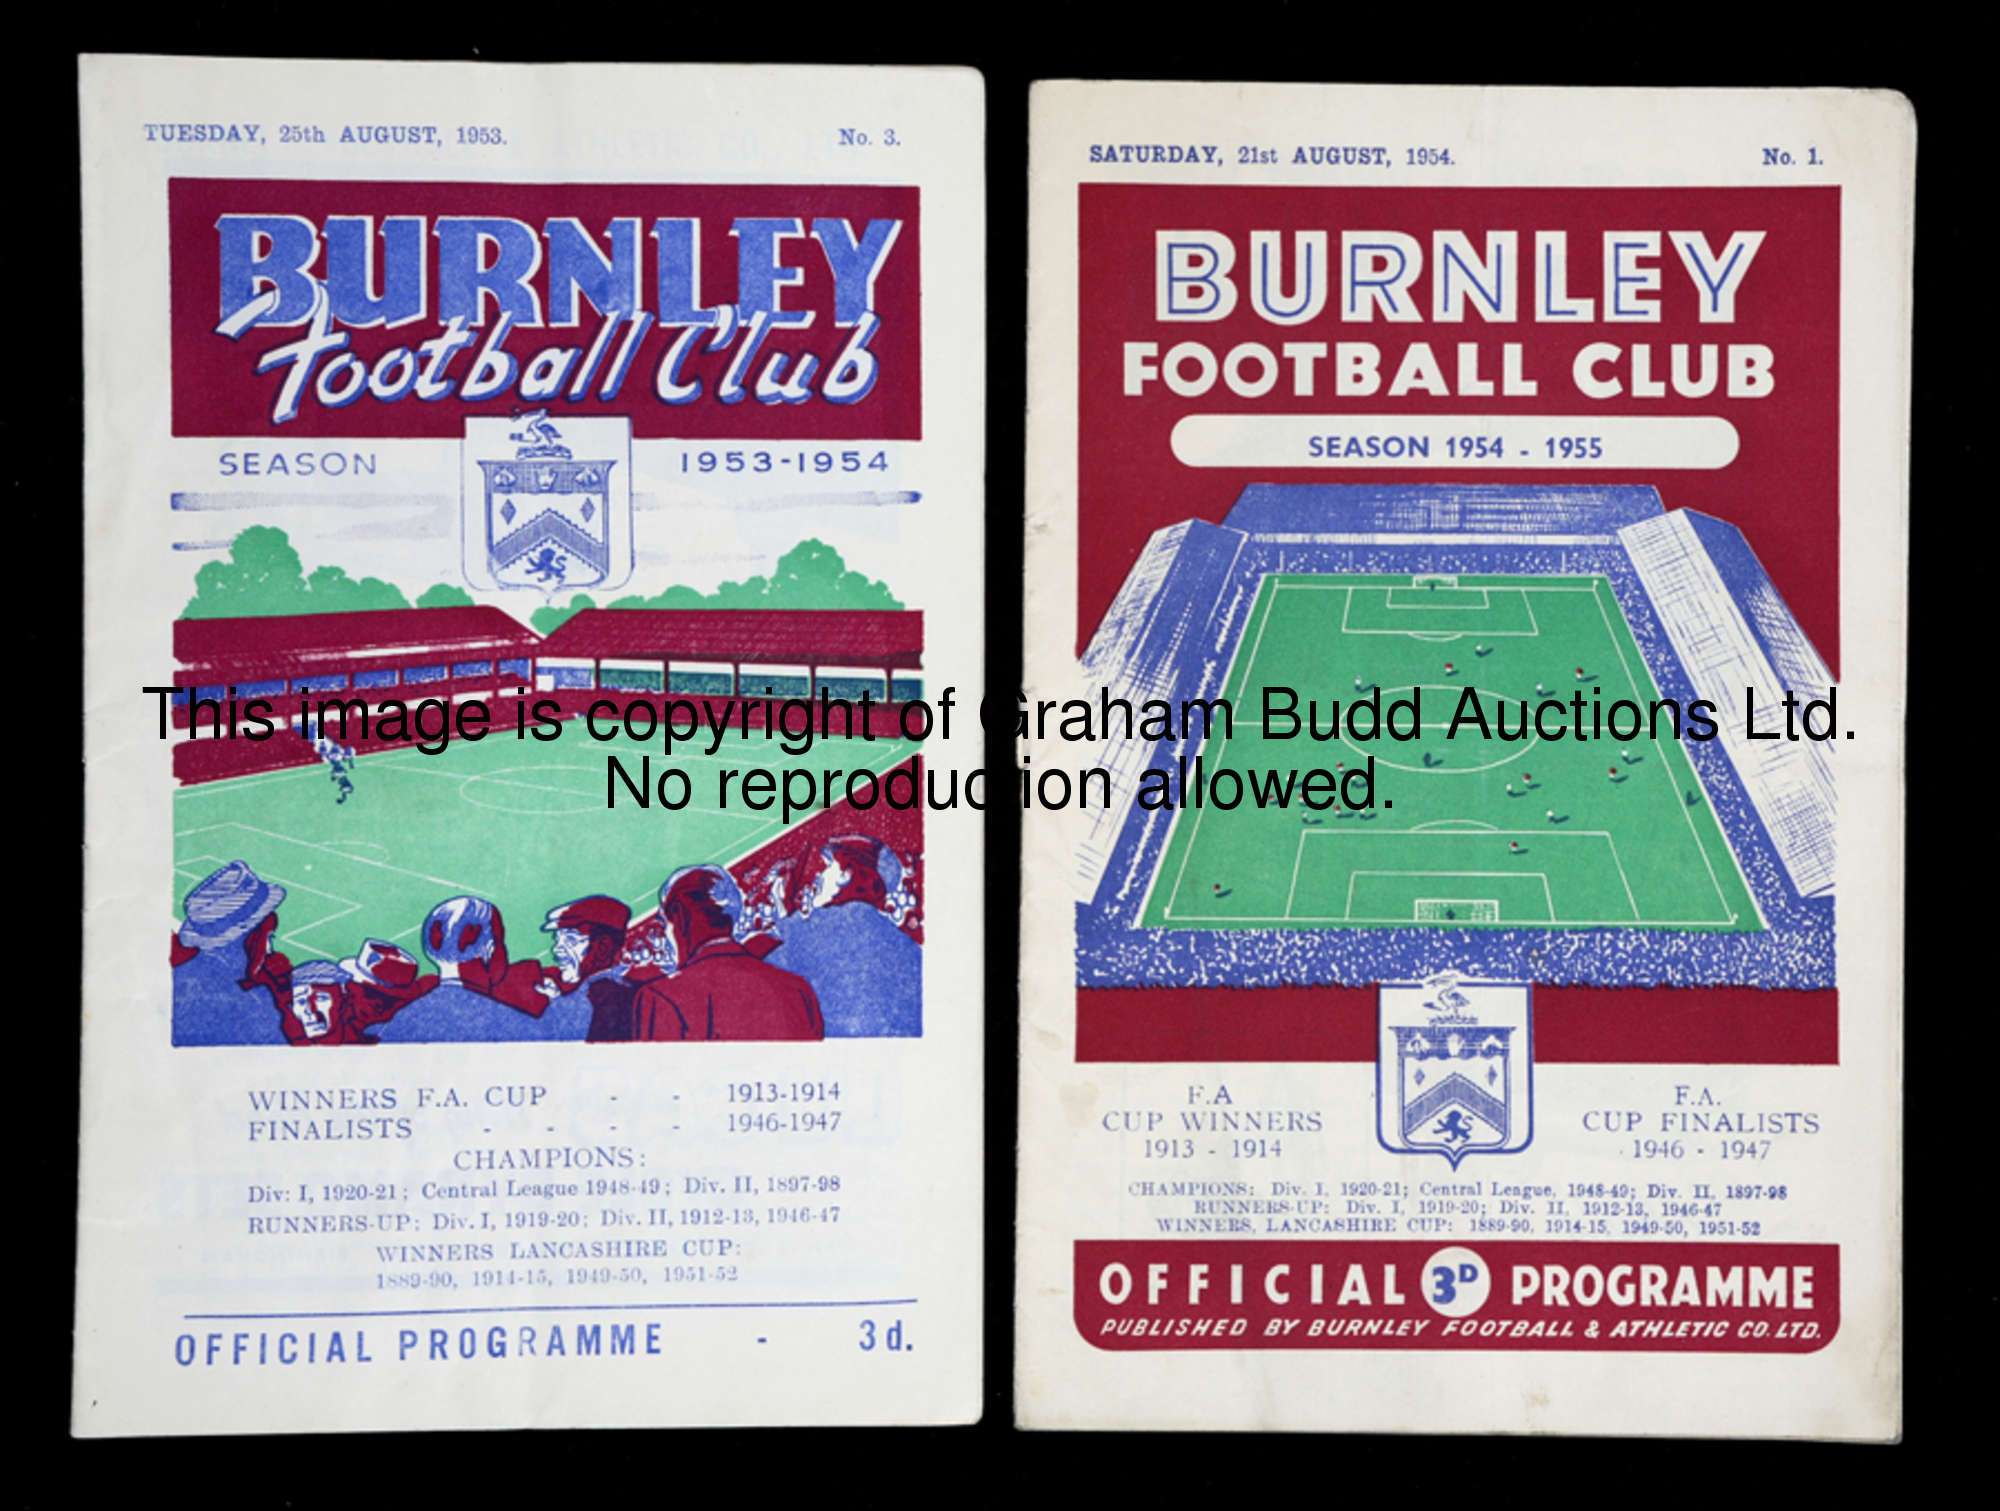 TUESDAY, 25th AUGUST, 1953. No. 3.
BURNLEY
Football Club
SEASON 1953-1954
WINNERS F.A. CUP - - 1913-1914
FINALISTS - - - - 1946-1947
CHAMPIONS:
Div: I, 1920-21; Central League 1948-49; Div. II, 1897-98
RUNNERS-UP: Div. I, 1919-20; Div. II, 1912-13, 1946-47
WINNERS LANCASHIRE CUP:
1889-90, 1914-15, 1949-50, 1951-52
OFFICIAL PROGRAMME - 3d.
SATURDAY, 21st AUGUST, 1954. No. 1.
BURNLEY
FOOTBALL CLUB
SEASON 1954 - 1955
F.A CUP WINNERS 1913 - 1914
F.A. CUP FINALISTS 1946 - 1947
CHAMPIONS: Div. I, 1920-21; Central League, 1948-49; Div. II, 1897-98
RUNNERS-UP: Div. I, 1919-20; Div. II, 1912-13, 1946-47
WINNERS, LANCASHIRE CUP: 1889-90, 1914-15, 1949-50, 1951-52
OFFICIAL 3D PROGRAMME
PUBLISHED BY BURNLEY FOOTBALL & ATHLETIC CO. LTD.
This image is copyright of Graham Budd Auctions Ltd.
No reproduction allowed.